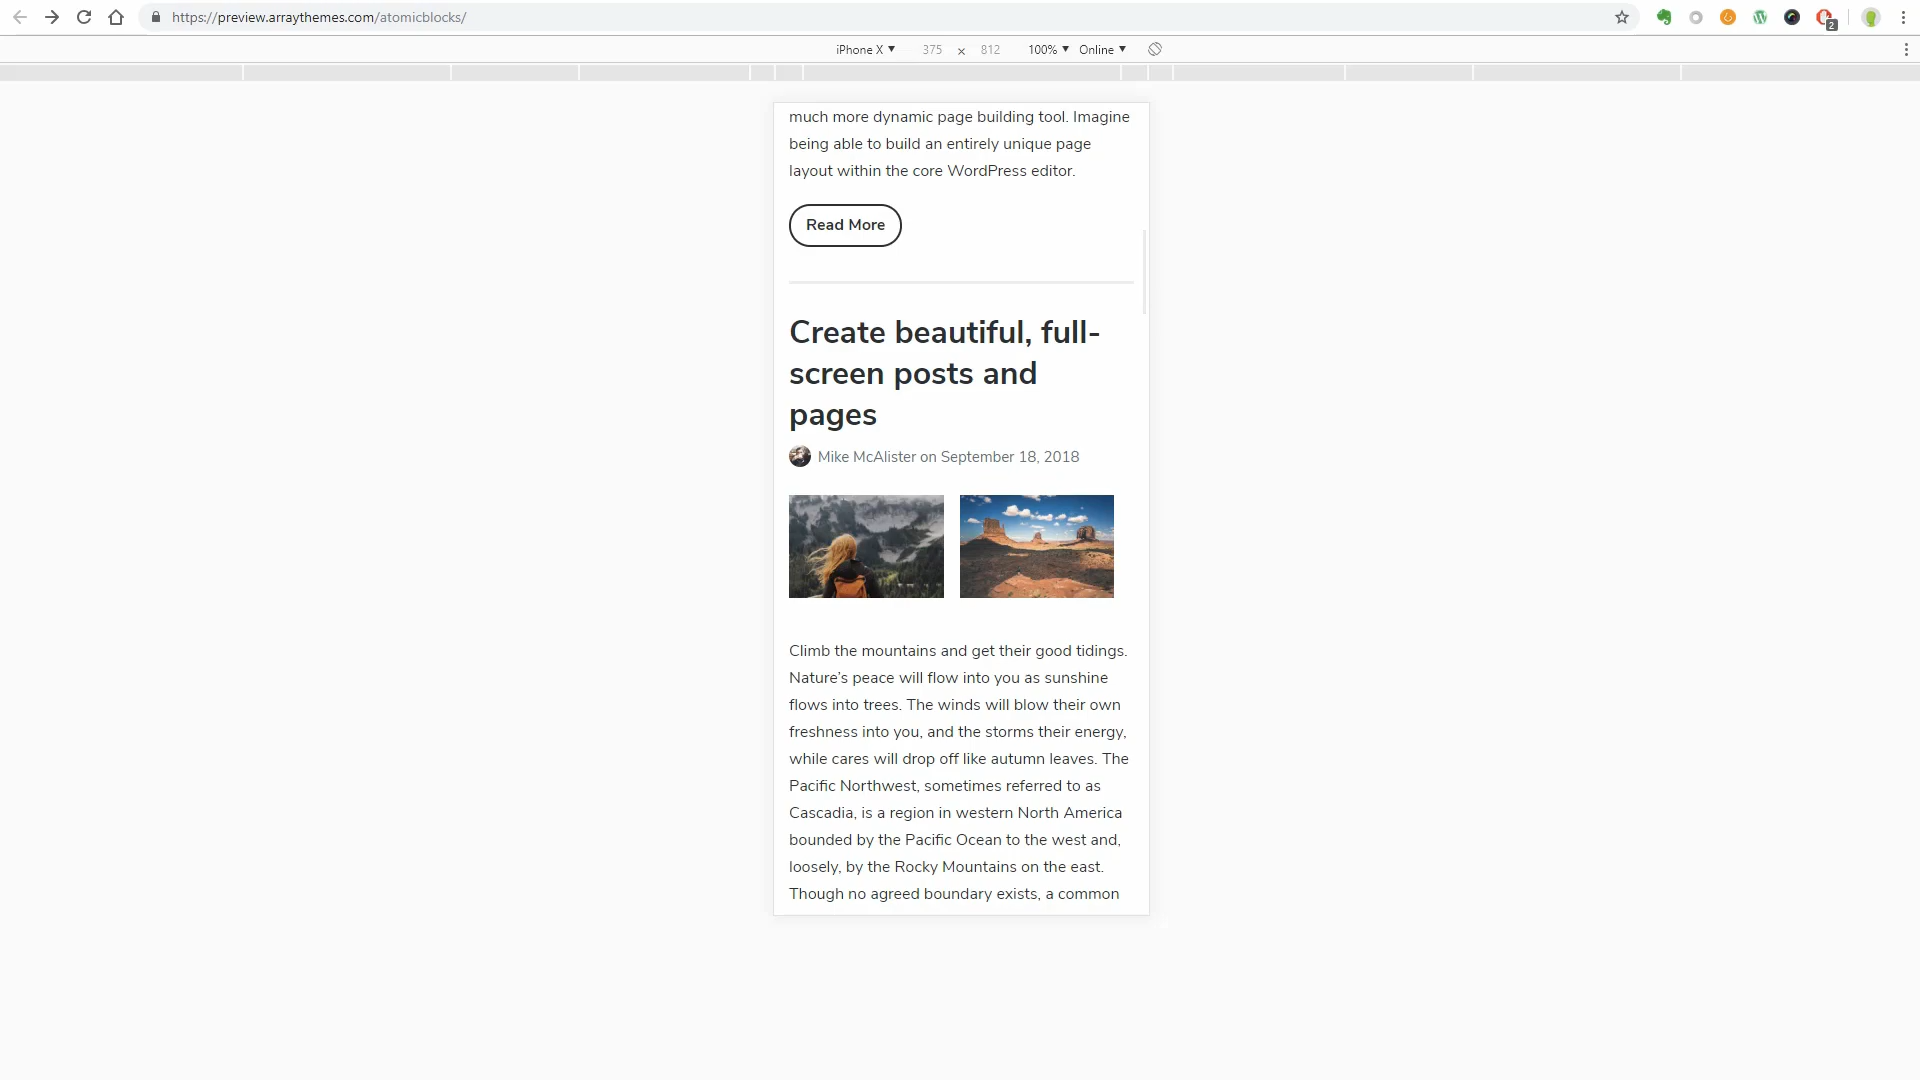 https://preview.arraythemes.com/atomicblocks/
2
iPhone X ▼ 375 × 812 100% ▼ Online ▼
much more dynamic page building tool. Imagine
being able to build an entirely unique page
layout within the core WordPress editor.
Read More
Create beautiful, full-
screen posts and
pages
Mike McAlister on September 18, 2018
Climb the mountains and get their good tidings.
Nature’s peace will flow into you as sunshine
flows into trees. The winds will blow their own
freshness into you, and the storms their energy,
while cares will drop off like autumn leaves. The
Pacific Northwest, sometimes referred to as
Cascadia, is a region in western North America
bounded by the Pacific Ocean to the west and,
loosely, by the Rocky Mountains on the east.
Though no agreed boundary exists, a common